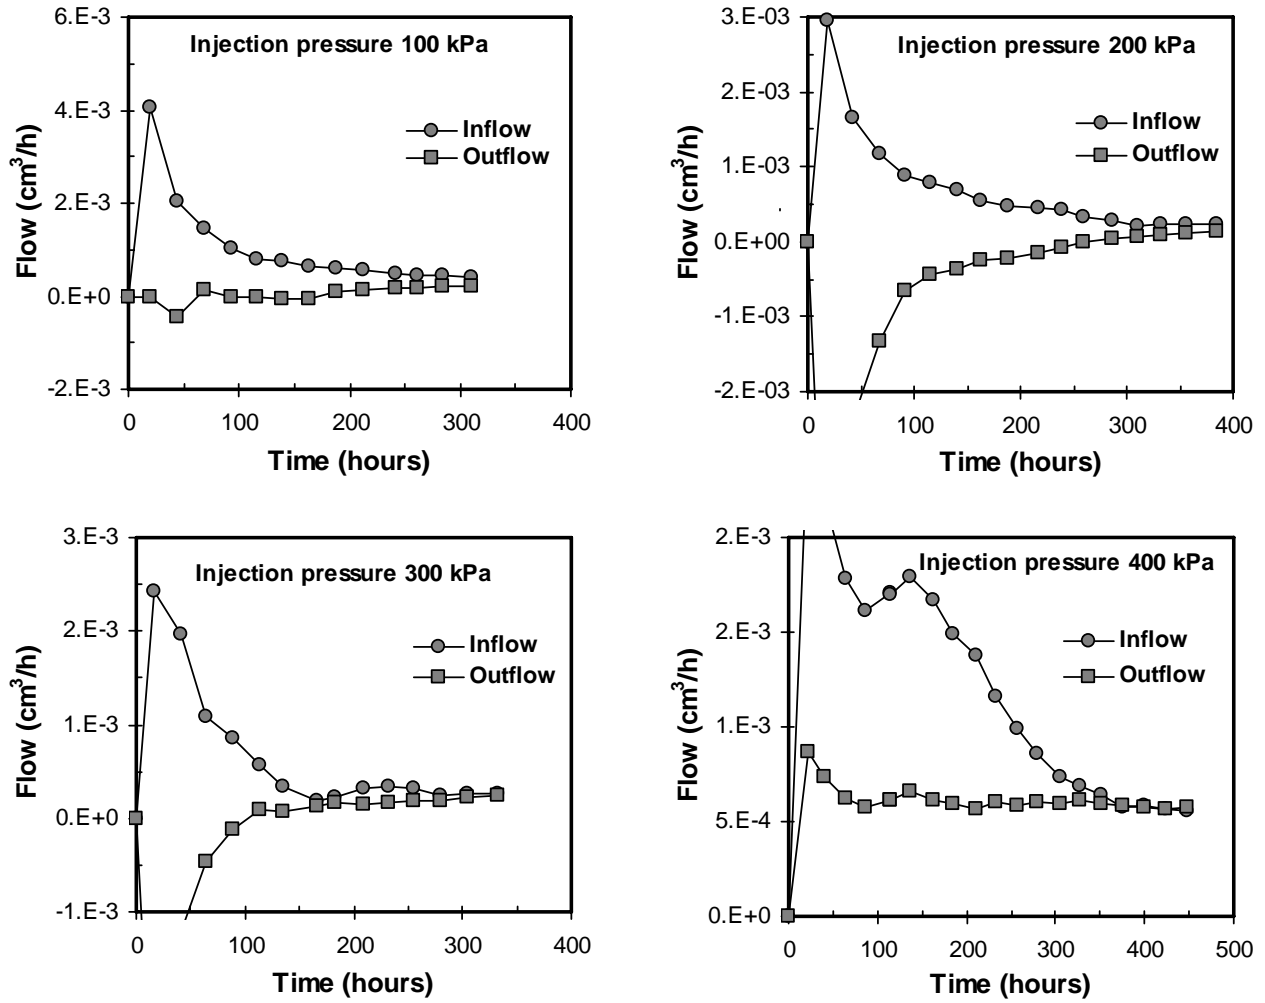 6.E-3
4.E-3
2.E-3
0.E+0
-2.E-3
Flow (cm³/h)
Injection pressure 100 kPa
Inflow
Outflow
0 100 200 300 400
Time (hours)
3.E-03
2.E-03
1.E-03
0.E+00
-1.E-03
-2.E-03
Flow (cm³/h)
Injection pressure 200 kPa
Inflow
Outflow
0 100 200 300 400
Time (hours)
3.E-3
2.E-3
1.E-3
0.E+0
-1.E-3
Flow (cm³/h)
Injection pressure 300 kPa
Inflow
Outflow
0 100 200 300 400
Time (hours)
2.E-3
2.E-3
1.E-3
5.E-4
0.E+0
Flow (cm³/h)
Injection pressure 400 kPa
Inflow
Outflow
0 100 200 300 400 500
Time (hours)